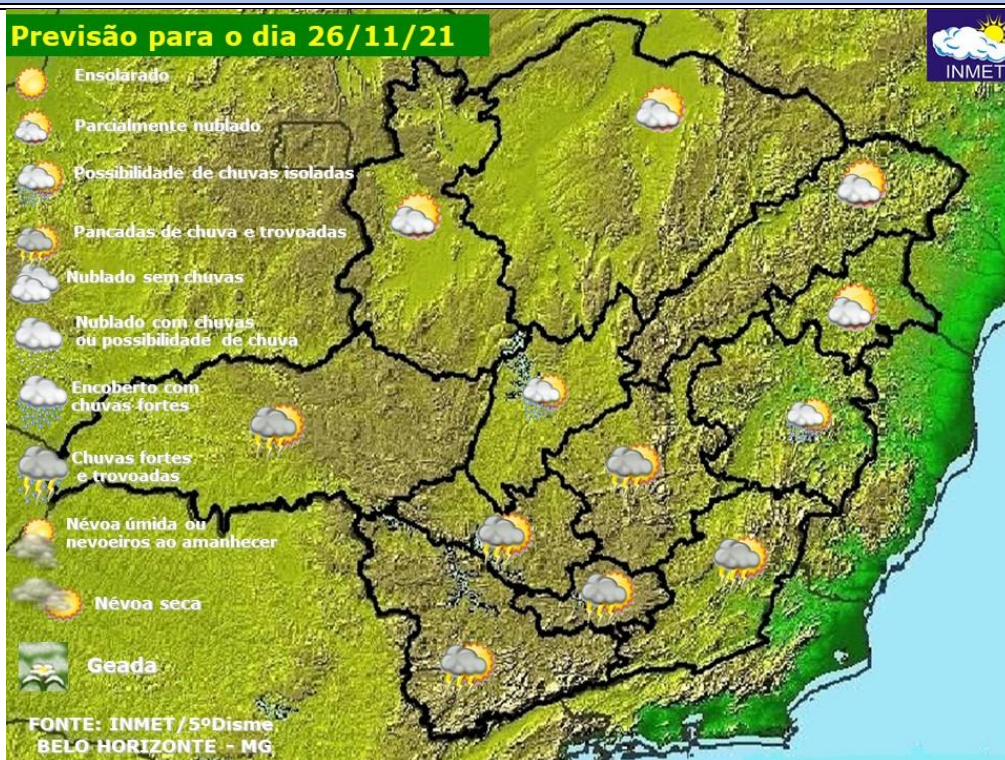 Previsão para o dia 26/11/21
INMET
Ensolarado
Parcialmente nublado
Possibilidade de chuvas isoladas
Pancadas de chuva e trovoadas
Nublado sem chuvas
Nublado com chuvas
ou possibilidade de chuva
Encoberto com
chuvas fortes
Chuvas fortes
e trovoadas
Névoa úmida ou
nevoeiros ao amanhecer
Névoa seca
Geada
FONTE: INMET/5ºDisme
BELO HORIZONTE - MG